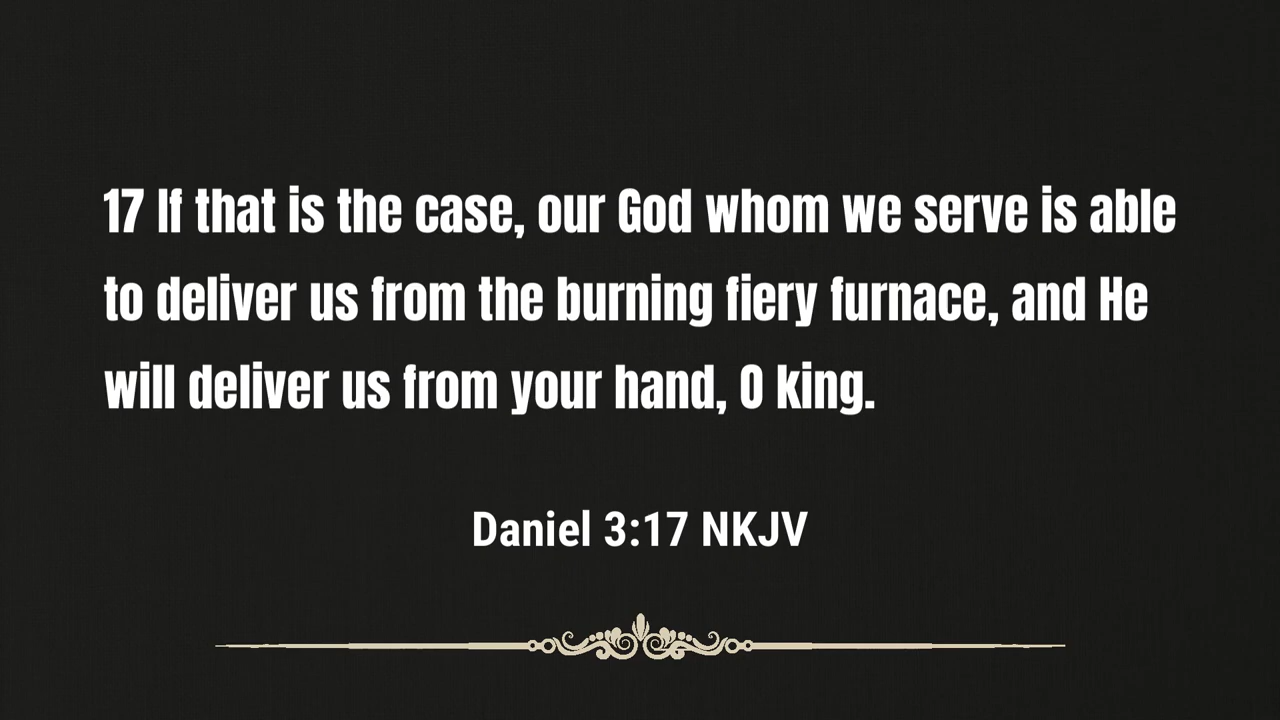 17 If that is the case, our God whom we serve is able
to deliver us from the burning fiery furnace, and He
will deliver us from your hand, O king.
Daniel 3:17 NKJV